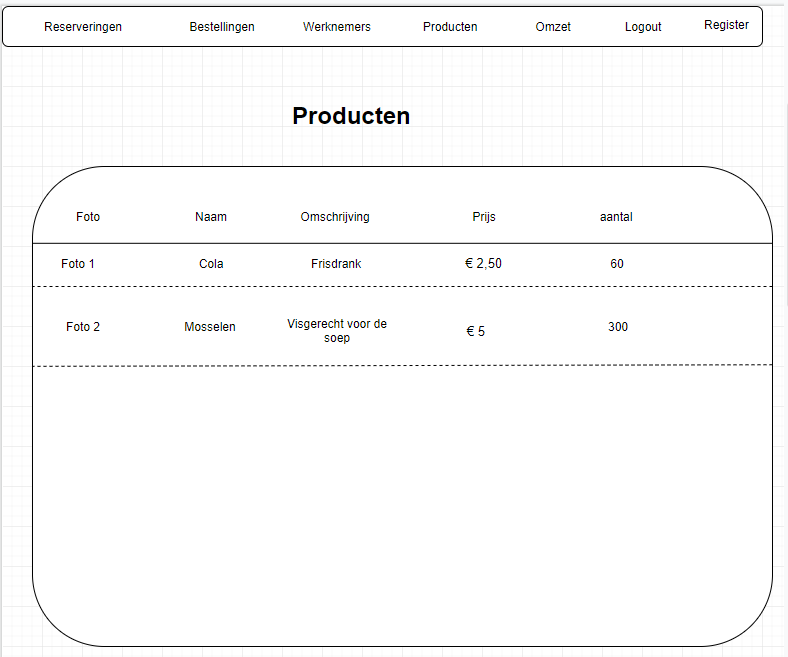 Reserveringen Bestellingen Werknemers Producten Omzet Logout Register
Producten
Foto Naam Omschrijving Prijs aantal
Foto 1 Cola Frisdrank € 2,50 60
Foto 2 Mosselen Visgerecht voor de soep € 5 300